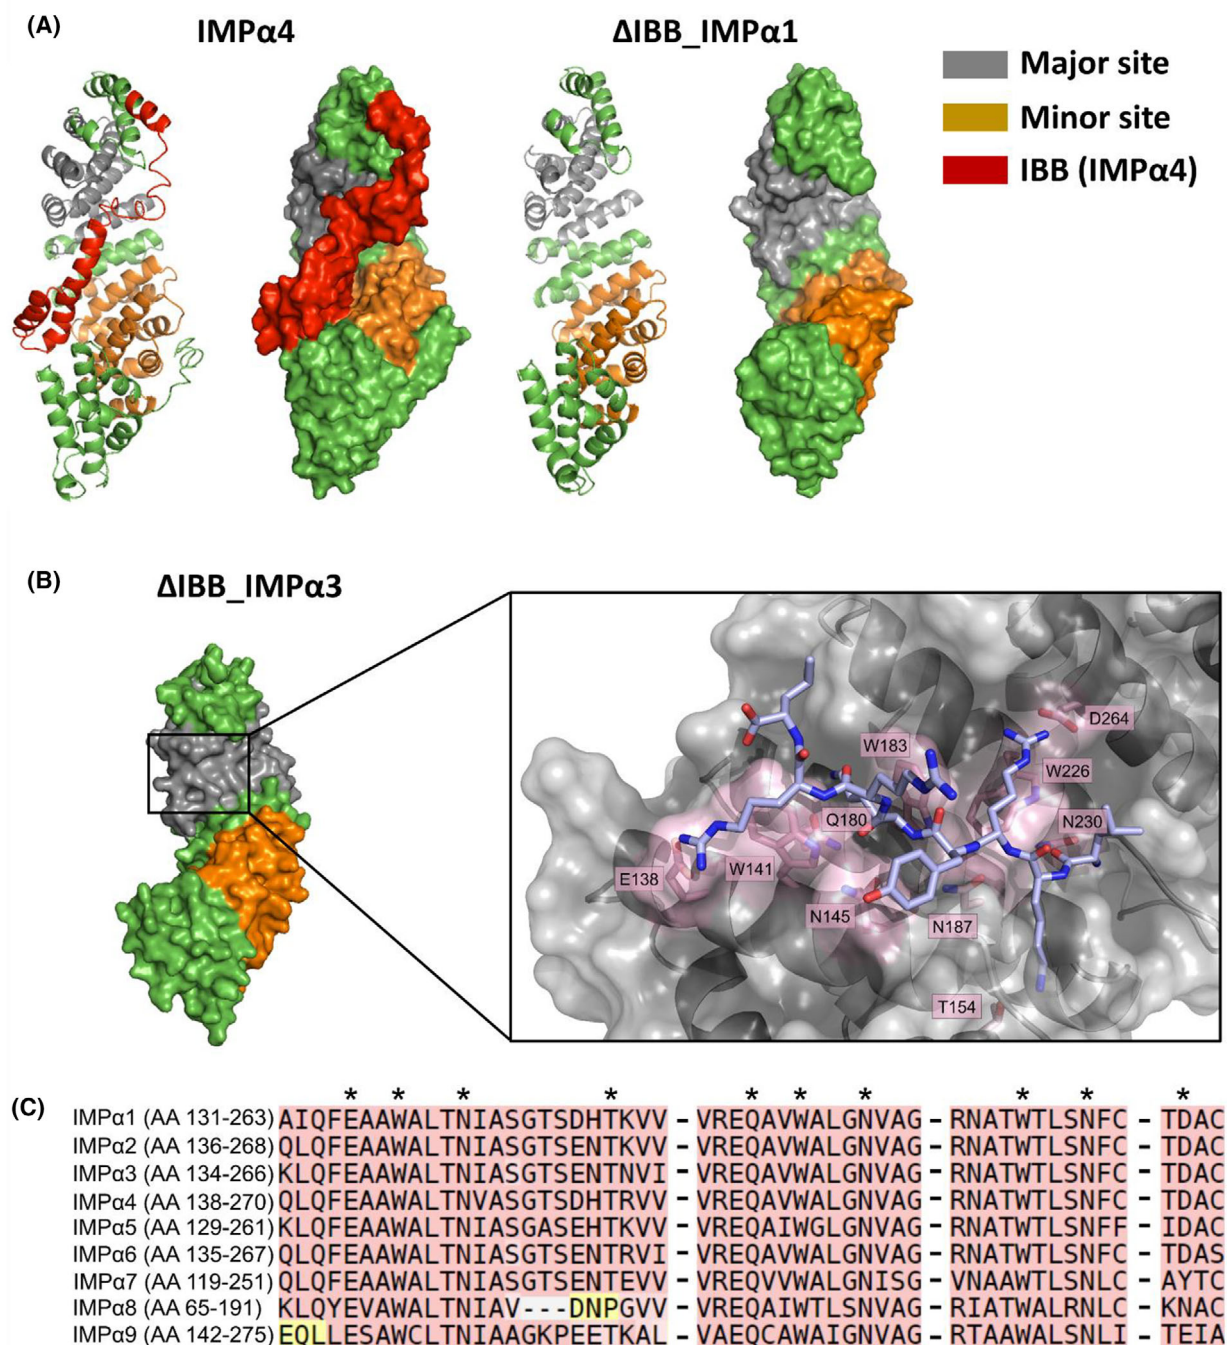 (A)
IMPα4
ΔIBB_IMPα1
Major site
Minor site
IBB (IMPα4)
(B)
ΔIBB_IMPα3
D264
W183
W226
Q180
N230
W141
E138
N145
N187
T154
(C)
* * * * * * * * * *
IMPα1 (AA 131-263) AIQFEAAWALTNIASGTSDHTKVV - VREQAVWALGNVAG - RNATWTLSNFC - TDAC
IMPα2 (AA 136-268) QLQFEAAWALTNIASGTSENTKVV VREQAVWALGNVAG RNATWTLSNFC TDAC
IMPα3 (AA 134-266) KLQFEAAWALTNIASGTSENTNVI VREQAVWALGNVAG RNATWTLSNFC TDAC
IMPα4 (AA 138-270) QLQFEAAWALTNVASGTSDHTRVV VREQAVWALGNVAG RNATWTLSNFC TDAC
IMPα5 (AA 129-261) KLQFEAAWALTNIASGASEHTKVV - VREQAIWGLGNVAG - RNATWTLSNFF - IDAC
IMPα6 (AA 135-267) QLQFEAAWALTNIASGTSENTRVI VREQAVWALGNVAG RNATWTLSNFC TDAS
IMPα7 (AA 119-251) QLQFEAAWALTNIASGTSENTEVV VREQVVWALGNISG VNAAWTLSNLC AYTC
IMPα8 (AA 65-191) KLQYEVAWALTNIAV---DNPGVV VREQAIWTLSNVAG RIATWALRNLC KNAC
IMPα9 (AA 142-275) EQLLESAWCLTNIAAGKPEETKAL - VAEQCAWAIGNVAG - RTAAWALSNLI - TEIA